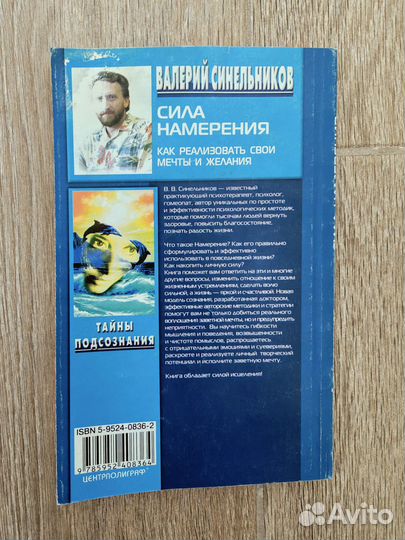 ВАЛЕРИЙ СИНЕЛЬНИКОВ
СИЛА
НАМЕРЕНИЯ
КАК РЕАЛИЗОВАТЬ СВОИ
МЕЧТЫ И ЖЕЛАНИЯ
В. В. Синельников — известный
практикующий психотерапевт, психолог,
гомеопат, автор уникальных по простоте
и эффективности психологических методик,
которые помогли тысячам людей вернуть
здоровье, повысить благосостояние,
познать радость жизни.
Что такое Намерение? Как его правильно
сформулировать и эффективно
использовать в повседневной жизни?
Как накопить личную силу?
Книга поможет вам ответить на эти и многие
другие вопросы, изменить отношение к своим
жизненным устремлениям, сделать волю
сильной, а жизнь — яркой и счастливой. Новая
модель сознания, разработанная доктором,
эффективные авторские методики и стратегии
помогут вам не только добиться реального
воплощения заветной мечты, но и предупредить
неприятности. Вы научитесь гибкости
мышления и поведения, возвышенности
и чистоте помыслов, распрощаетесь
с отрицательными эмоциями и суевериями,
раскроете и реализуете личный творческий
потенциал и исполните заветную мечту.
Книга обладает силой исцеления!
ТАЙНЫ
ПОДСОЗНАНИЯ
ISBN 5-9524-0836-2
9 785952 408364
ЦЕНТРПОЛИГРАФ
Avito